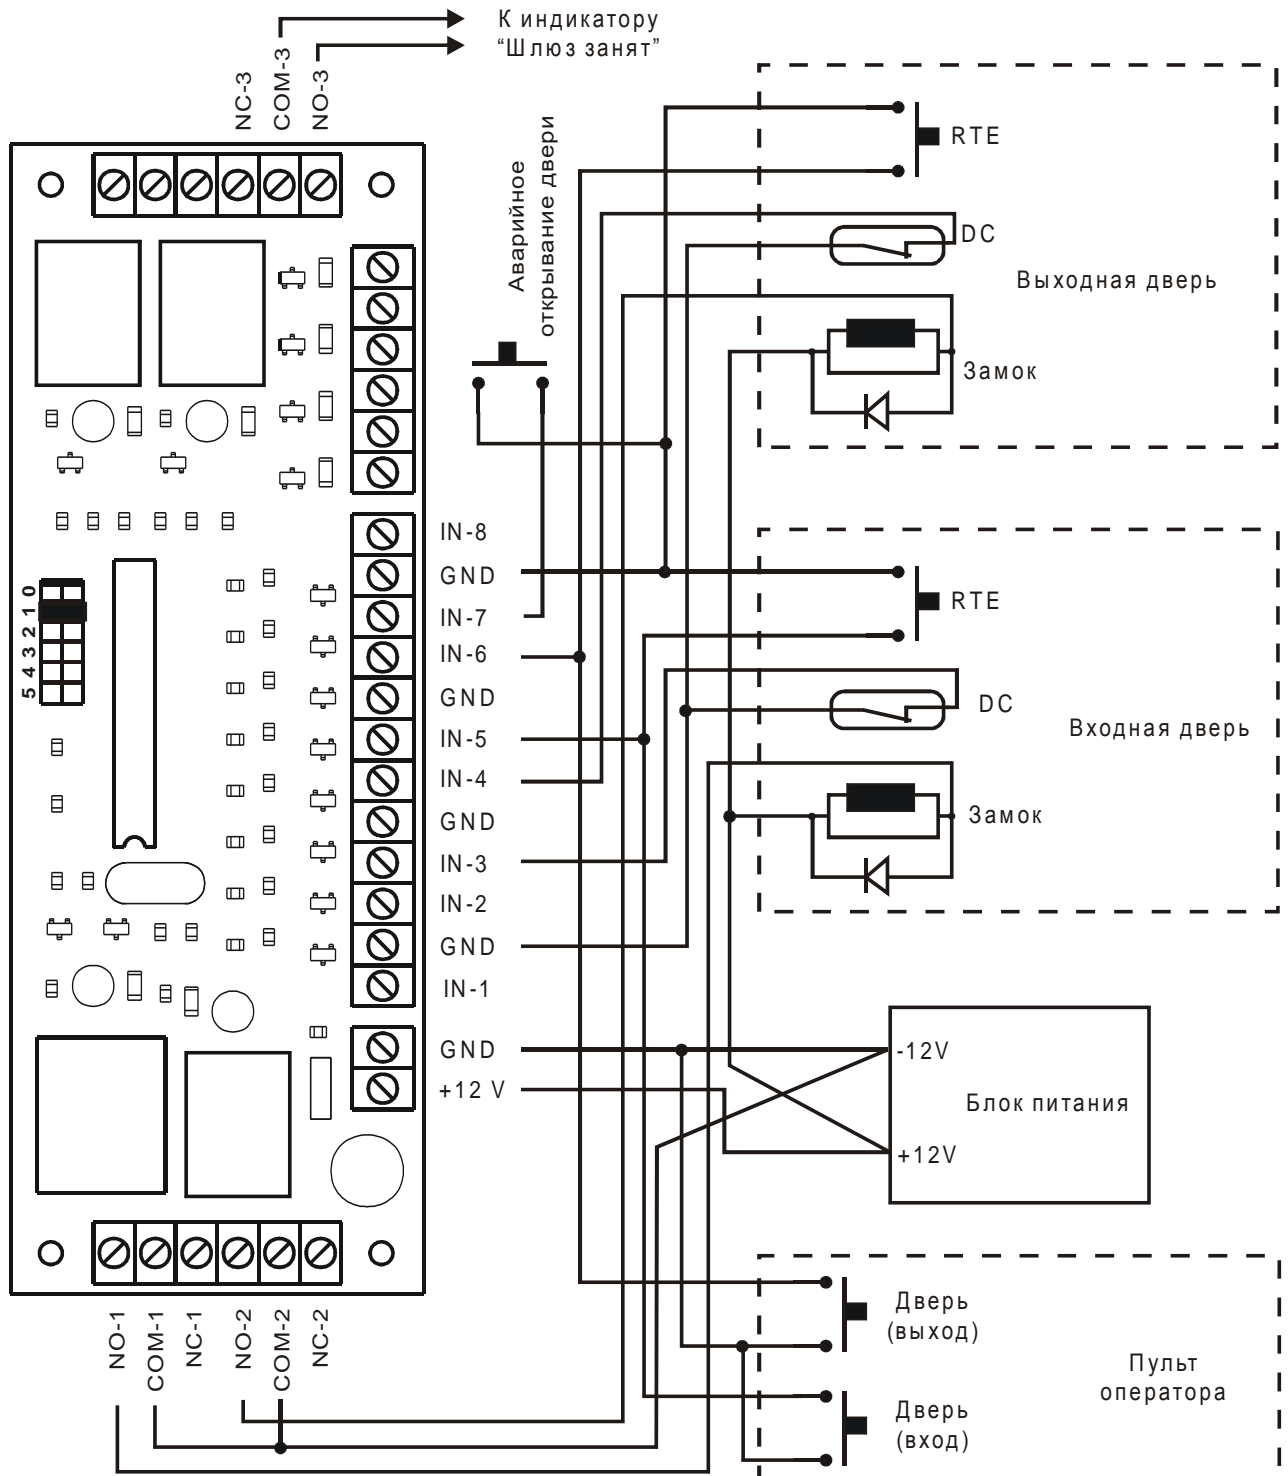 К индикатору
“Шлюз занят”
NC-3
COM-3
NO-3
Аварийное
открывание двери
RTE
DC
Выходная дверь
Замок
IN-8
GND
IN-7
IN-6
GND
IN-5
IN-4
GND
IN-3
IN-2
GND
IN-1
GND
+12 V
5 4 3 2 1 0
RTE
DC
Входная дверь
Замок
-12V
Блок питания
+12V
NO-1
COM-1
NC-1
NO-2
COM-2
NC-2
Дверь
(выход)
Пульт
оператора
Дверь
(вход)